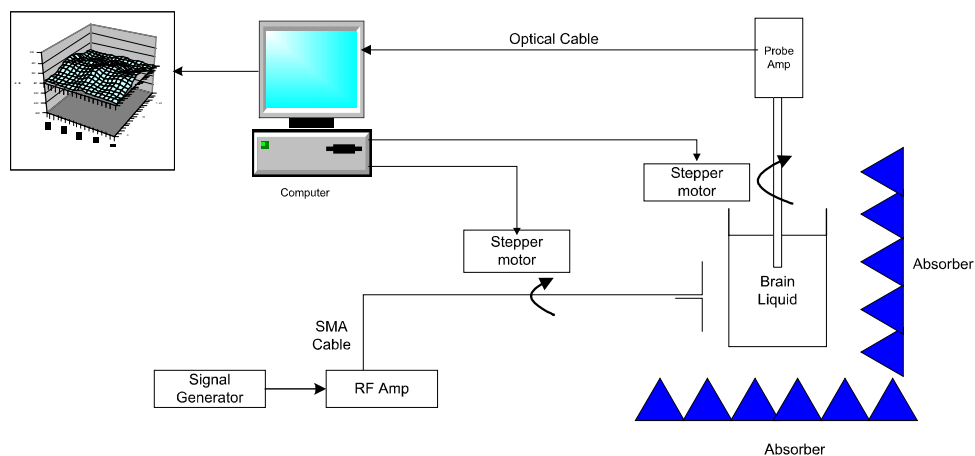 Optical Cable
Probe
Amp
Computer
Stepper
motor
Stepper
motor
Brain
Liquid
Absorber
SMA
Cable
Signal
Generator
RF Amp
Absorber